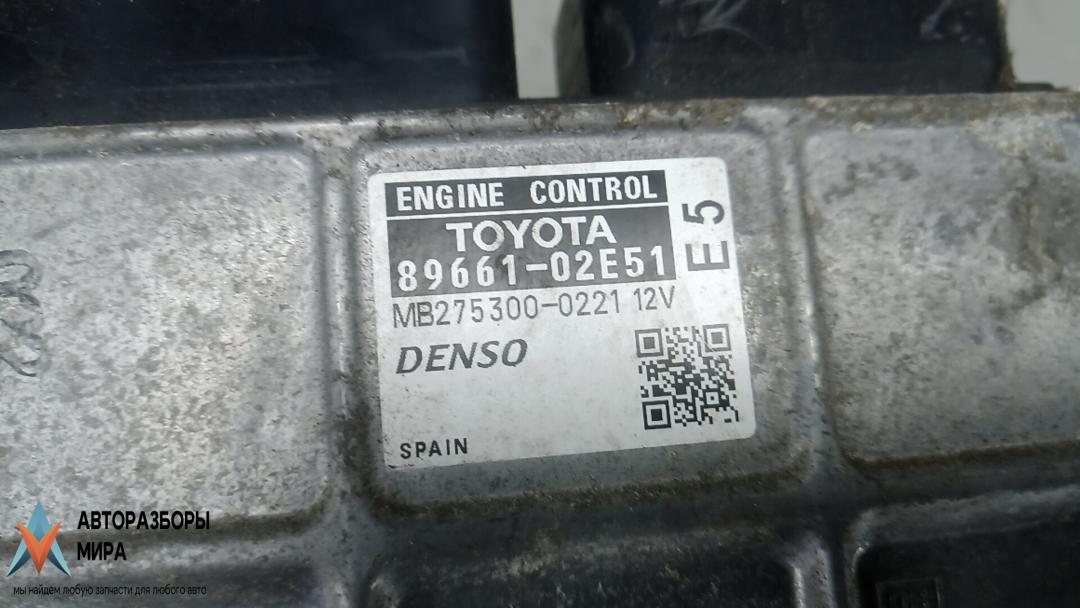 ENGINE CONTROL
TOYOTA
89661-02E51
E5
MB275300-0221 12V
DENSO
SPAIN
АВТОРАЗБОРЫ
МИРА
мы найдем любую запчасти для любого авто